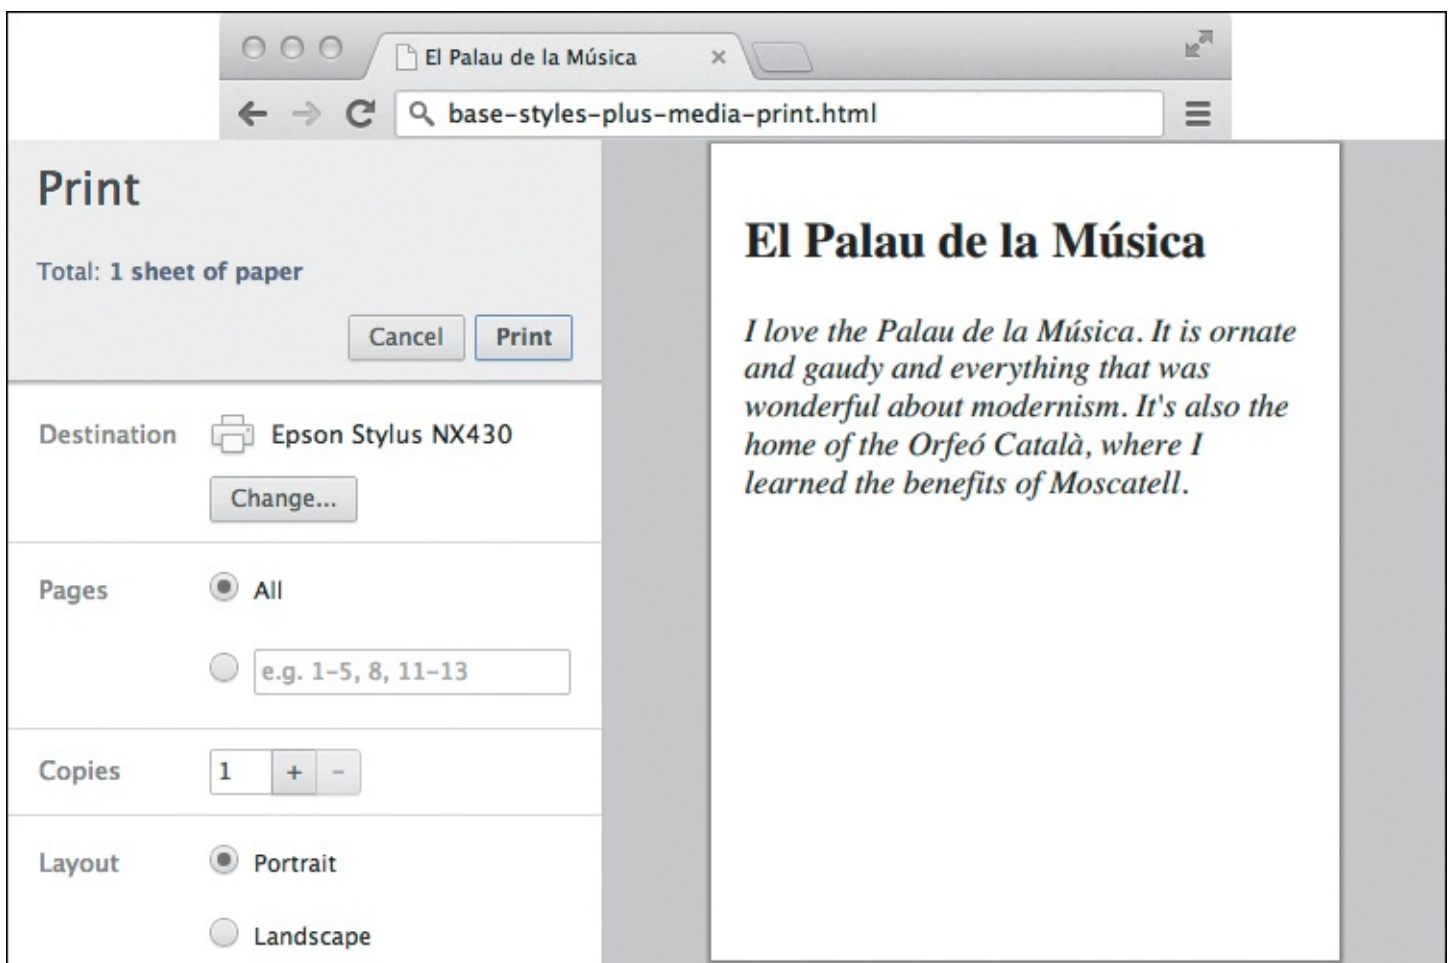 El Palau de la Música
base-styles-plus-media-print.html
Print
Total: 1 sheet of paper
Cancel Print
Destination Epson Stylus NX430
Change...
Pages All
e.g. 1-5, 8, 11-13
Copies 1 + -
Layout Portrait
Landscape
El Palau de la Música
I love the Palau de la Música. It is ornate
and gaudy and everything that was
wonderful about modernism. It's also the
home of the Orfeó Català, where I
learned the benefits of Moscatell.